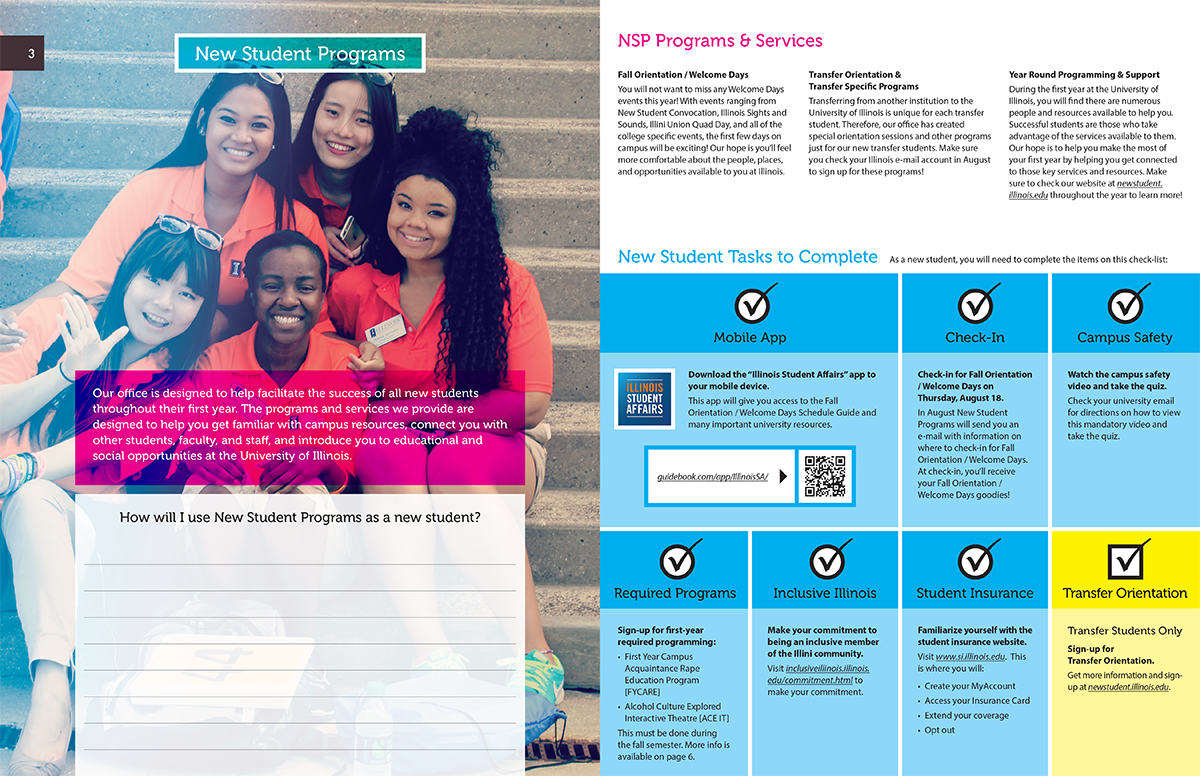 3
New Student Programs
Our office is designed to help facilitate the success of all new students
throughout their first year. The programs and services we provide are
designed to help you get familiar with campus resources, connect you with
other students, faculty, and staff, and introduce you to educational and
social opportunities at the University of Illinois.
How will I use New Student Programs as a new student?
NSP Programs & Services
Fall Orientation / Welcome Days
You will not want to miss any Welcome Days
events this year! With events ranging from
New Student Convocation, Illinois Sights and
Sounds, Illni Union Quad Day, and all of the
college specific events, the first few days on
campus will be exciting! Our hope is you'll feel
more comfortable about the people, places,
and opportunities available to you at Illinois.
Transfer Orientation &
Transfer Specific Programs
Transferring from another institution to the
University of Illinois is unique for each transfer
student. Therefore, our office has created
special orientation sessions and other programs
just for our new transfer students. Make sure
you check your Illinois e-mail account in August
to sign up for these programs!
Year Round Programming & Support
During the first year at the University of
Illinois, you will find there are numerous
people and resources available to help you.
Successful students are those who take
advantage of the services available to them.
Our hope is to help you make the most of
your first year by helping you get connected
to those key services and resources. Make
sure to check our website at newstudent.
illinois.edu throughout the year to learn more!
New Student Tasks to Complete As a new student, you will need to complete the items on this check-list:
Mobile App
ILLINOIS
STUDENT
AFFAIRS
Download the "Illinois Student Affairs" app to
your mobile device.
This app will give you access to the Fall
Orientation / Welcome Days Schedule Guide and
many important university resources.
guidebook.com/app/IllinoisSA/
Check-In
Check-in for Fall Orientation
/ Welcome Days on
Thursday, August 18.
In August New Student
Programs will send you an
e-mail with information on
where to check-in for Fall
Orientation / Welcome Days.
At check-in, you'll receive
your Fall Orientation /
Welcome Days goodies!
Campus Safety
Watch the campus safety
video and take the quiz.
Check your university email
for directions on how to view
this mandatory video and
take the quiz.
Required Programs
Sign-up for first-year
required programming:
• First Year Campus
Acquaintance Rape
Education Program
[FYCARE]
• Alcohol Culture Explored
Interactive Theatre [ACE IT]
This must be done during
the fall semester. More info is
available on page 6.
Inclusive Illinois
Make your commitment to
being an inclusive member
of the Illini community.
Visit inclusiveillinois.illinois.
edu/commitment.html to
make your commitment.
Student Insurance
Familiarize yourself with the
student insurance website.
Visit www.si.illinois.edu. This
is where you will:
• Create your MyAccount
• Access your Insurance Card
• Extend your coverage
• Opt out
Transfer Orientation
Transfer Students Only
Sign-up for
Transfer Orientation.
Get more information and sign-
up at newstudent.illinois.edu.